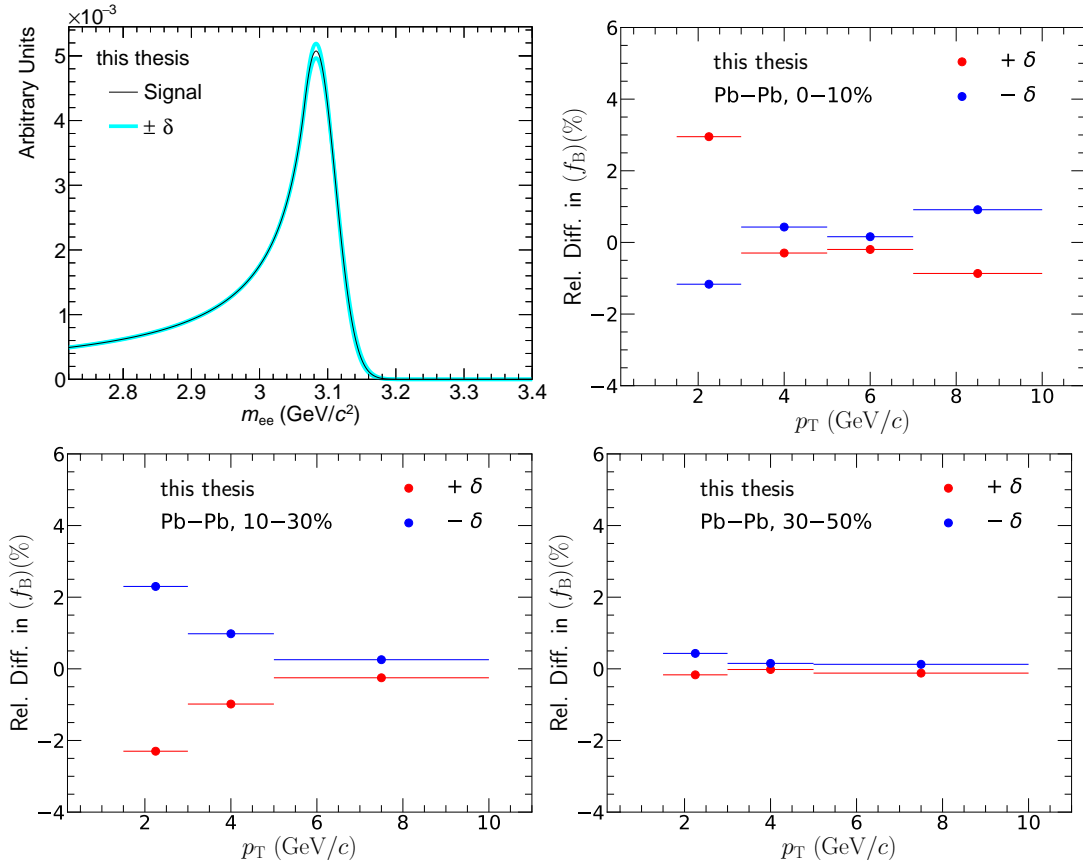 ×10⁻³
Arbitrary Units
5
4
3
2
1
0
this thesis
Signal
± δ
2.8 2.9 3 3.1 3.2 3.3 3.4
m_ee (GeV/c²)
Rel. Diff. in (f_B)(%)
6
4
2
0
−2
−4
this thesis + δ
Pb−Pb, 0−10% − δ
2 4 6 8 10
p_T (GeV/c)
Rel. Diff. in (f_B)(%)
6
4
2
0
−2
−4
this thesis + δ
Pb−Pb, 10−30% − δ
2 4 6 8 10
p_T (GeV/c)
Rel. Diff. in (f_B)(%)
6
4
2
0
−2
−4
this thesis + δ
Pb−Pb, 30−50% − δ
2 4 6 8 10
p_T (GeV/c)